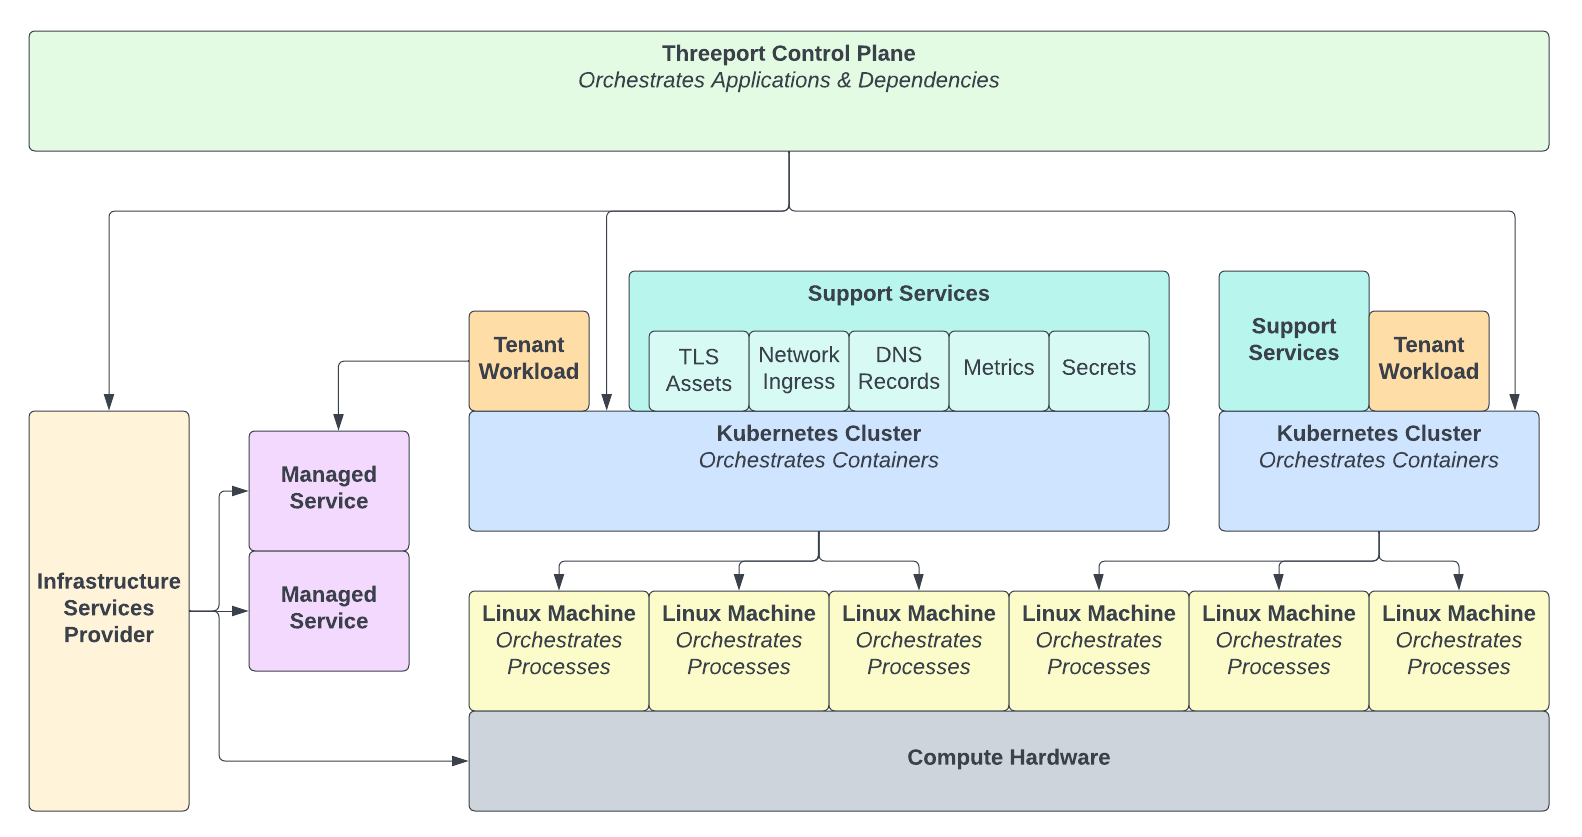 Threeport Control Plane
Orchestrates Applications & Dependencies
Support Services
TLS
Assets
Network
Ingress
DNS
Records
Metrics
Secrets
Support
Services
Tenant
Workload
Tenant
Workload
Kubernetes Cluster
Orchestrates Containers
Kubernetes Cluster
Orchestrates Containers
Managed
Service
Managed
Service
Infrastructure
Services
Provider
Linux Machine
Orchestrates
Processes
Linux Machine
Orchestrates
Processes
Linux Machine
Orchestrates
Processes
Linux Machine
Orchestrates
Processes
Linux Machine
Orchestrates
Processes
Linux Machine
Orchestrates
Processes
Compute Hardware